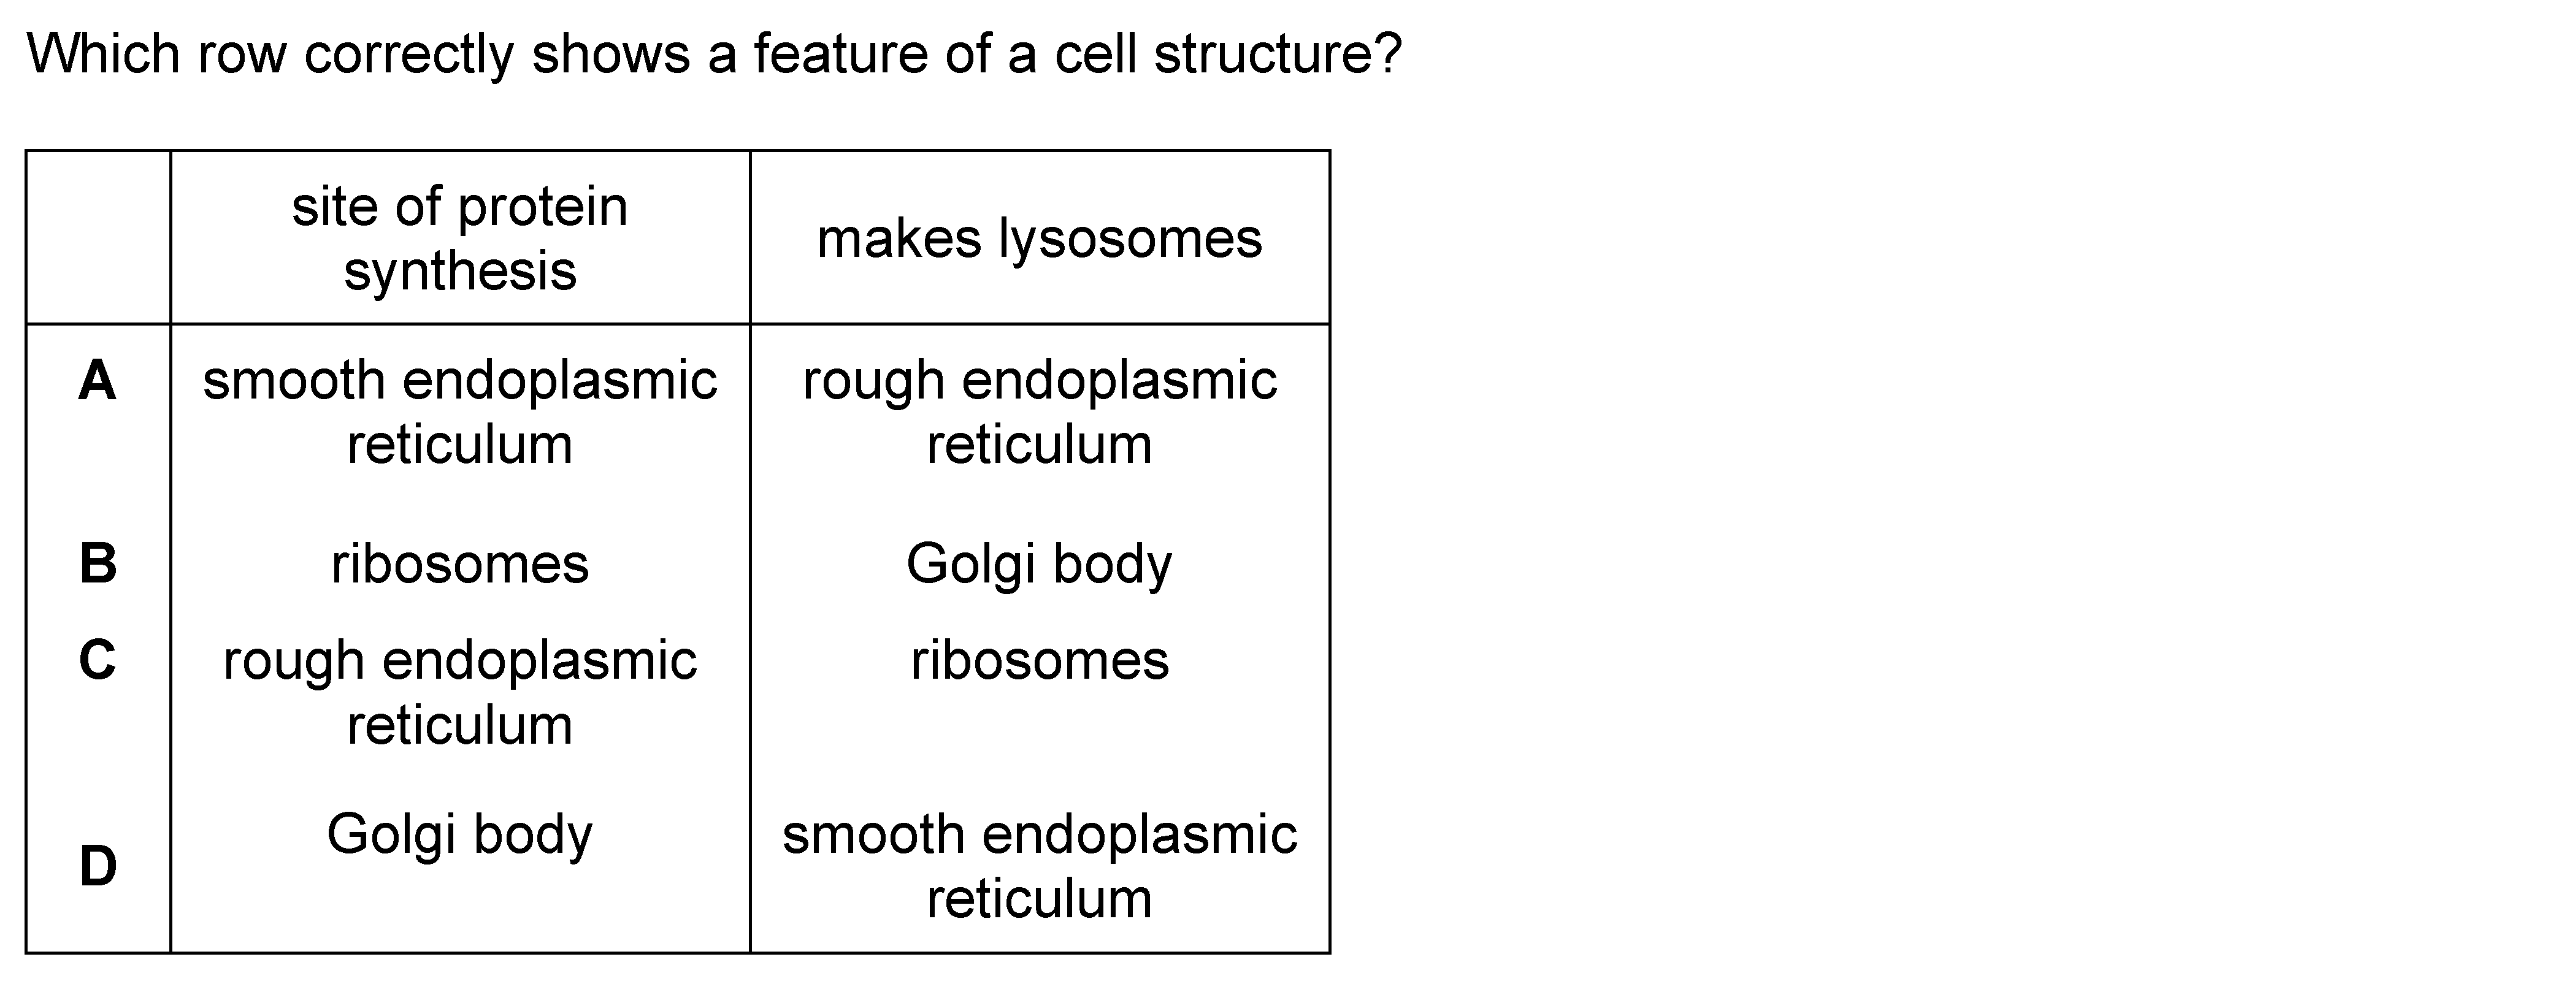 Which row correctly shows a feature of a cell structure?
site of protein
synthesis
makes lysosomes
A
smooth endoplasmic
reticulum
rough endoplasmic
reticulum
B
ribosomes
Golgi body
C
rough endoplasmic
reticulum
ribosomes
D
Golgi body
smooth endoplasmic
reticulum